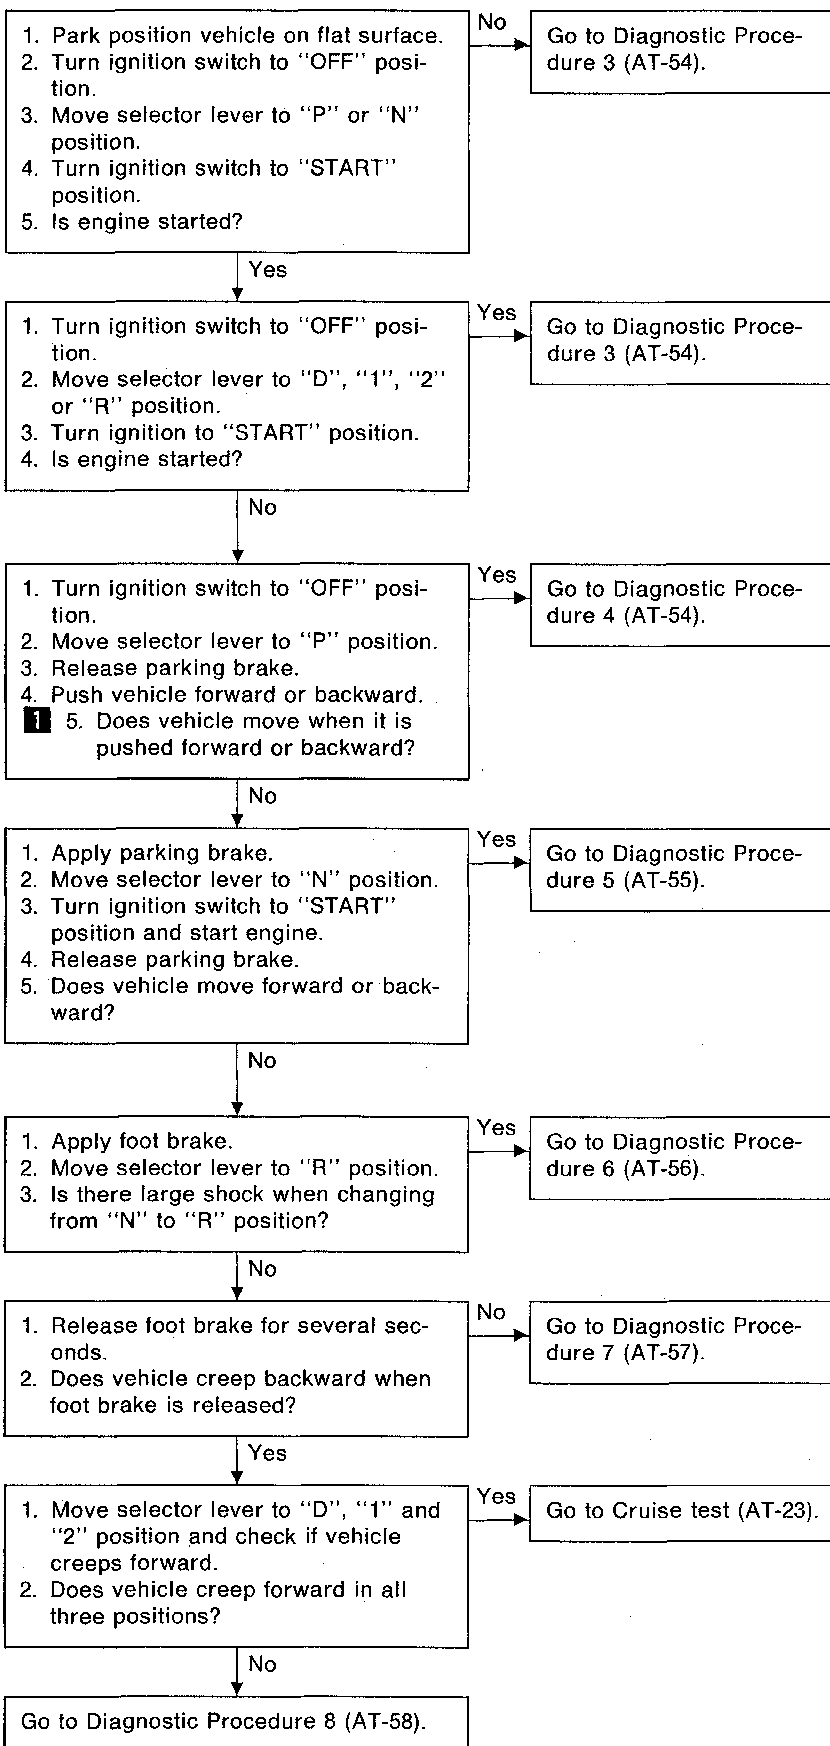 1. Park position vehicle on flat surface.
2. Turn ignition switch to "OFF" posi-
tion.
3. Move selector lever to "P" or "N"
position.
4. Turn ignition switch to "START"
position.
5. Is engine started?
No
Go to Diagnostic Proce-
dure 3 (AT-54).
Yes
1. Turn ignition switch to "OFF" posi-
tion.
2. Move selector lever to "D", "1", "2"
or "R" position.
3. Turn ignition to "START" position.
4. Is engine started?
Yes
Go to Diagnostic Proce-
dure 3 (AT-54).
No
1. Turn ignition switch to "OFF" posi-
tion.
2. Move selector lever to "P" position.
3. Release parking brake.
4. Push vehicle forward or backward.
1 5. Does vehicle move when it is
pushed forward or backward?
Yes
Go to Diagnostic Proce-
dure 4 (AT-54).
No
1. Apply parking brake.
2. Move selector lever to "N" position.
3. Turn ignition switch to "START"
position and start engine.
4. Release parking brake.
5. Does vehicle move forward or back-
ward?
Yes
Go to Diagnostic Proce-
dure 5 (AT-55).
No
1. Apply foot brake.
2. Move selector lever to "R" position.
3. Is there large shock when changing
from "N" to "R" position?
Yes
Go to Diagnostic Proce-
dure 6 (AT-56).
No
1. Release foot brake for several sec-
onds.
2. Does vehicle creep backward when
foot brake is released?
No
Go to Diagnostic Proce-
dure 7 (AT-57).
Yes
1. Move selector lever to "D", "1" and
"2" position and check if vehicle
creeps forward.
2. Does vehicle creep forward in all
three positions?
Yes
Go to Cruise test (AT-23).
No
Go to Diagnostic Procedure 8 (AT-58).